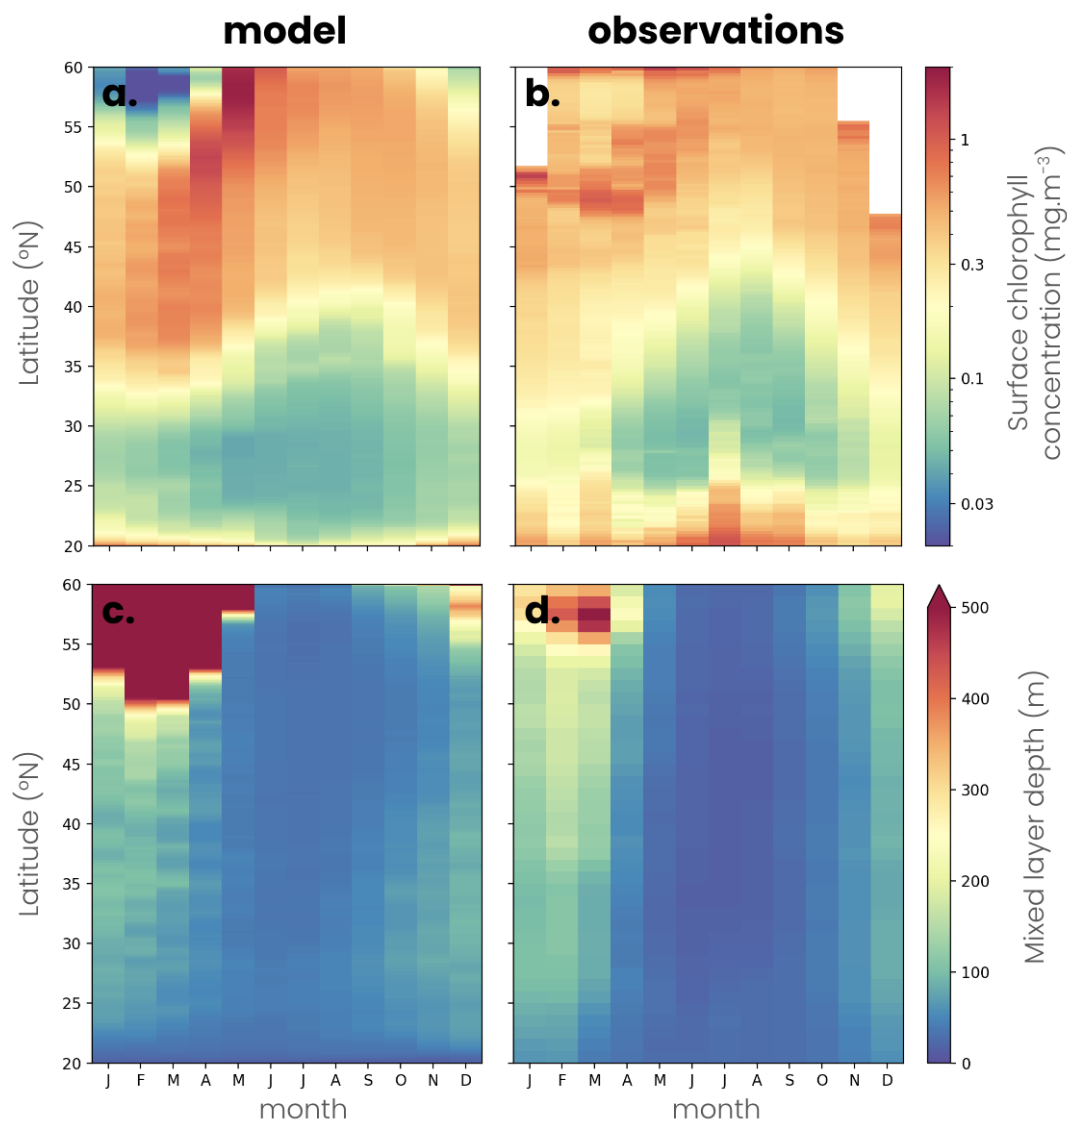 model
observations
a.
b.
60
55
50
45
40
35
30
25
20
Latitude (ºN)
1
0.3
0.1
0.03
Surface chlorophyll
concentration (mg.m⁻³)
c.
d.
60
55
50
45
40
35
30
25
20
Latitude (ºN)
J F M A M J J A S O N D
month
J F M A M J J A S O N D
month
500
400
300
200
100
0
Mixed layer depth (m)